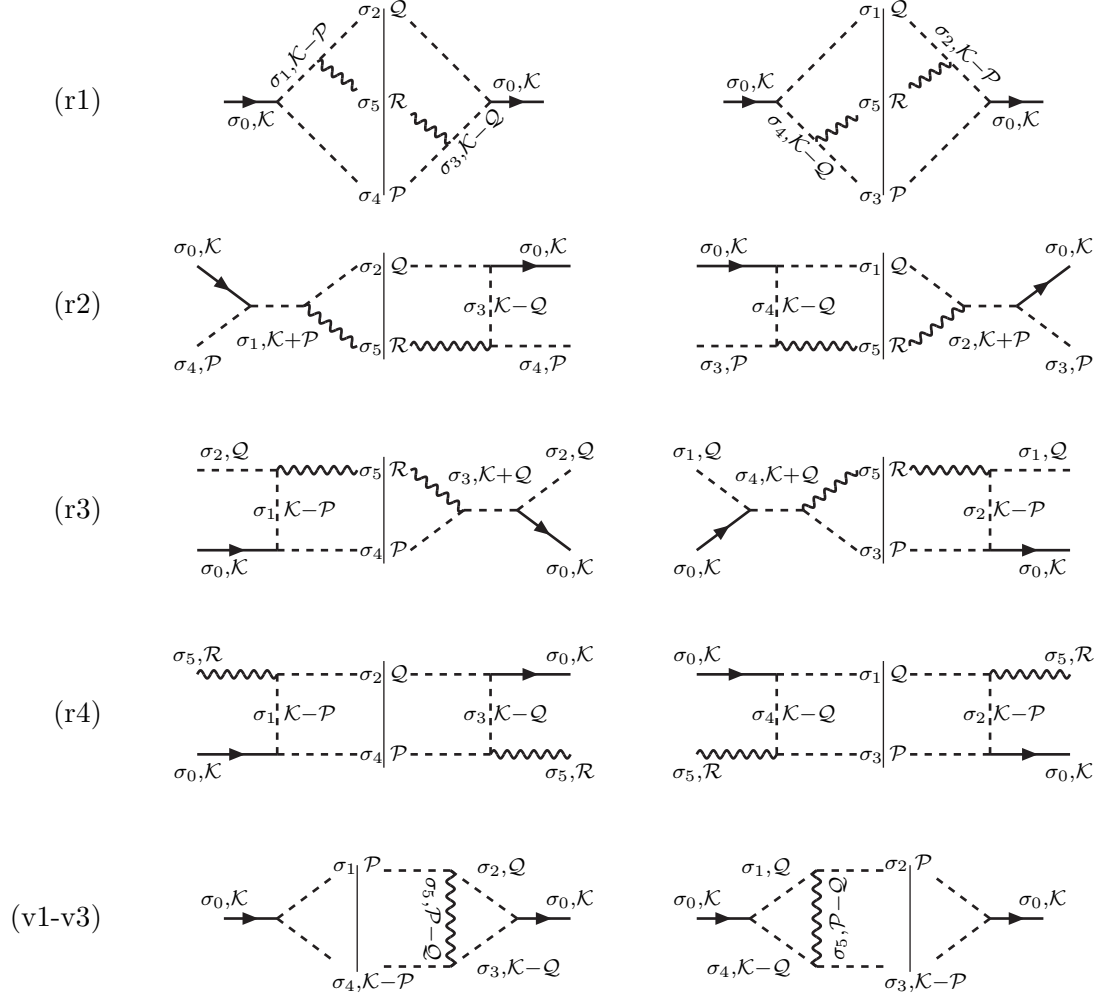 (r1)
σ₂ 𝒬
σ₁,𝒦−𝒫
σ₀,𝒦
σ₅ ℛ
σ₀,𝒦
σ₃,𝒦−𝒬
σ₄ 𝒫
σ₁ 𝒬
σ₂,𝒦−𝒫
σ₀,𝒦
σ₅ ℛ
σ₀,𝒦
σ₄,𝒦−𝒬
σ₃ 𝒫
(r2)
σ₀,𝒦
σ₂ 𝒬
σ₀,𝒦
σ₁,𝒦+𝒫
σ₃ 𝒦−𝒬
σ₄,𝒫
σ₅ ℛ
σ₄,𝒫
σ₀,𝒦
σ₁ 𝒬
σ₀,𝒦
σ₄ 𝒦−𝒬
σ₂,𝒦+𝒫
σ₃,𝒫
σ₅ ℛ
σ₃,𝒫
(r3)
σ₂,𝒬
σ₅ ℛ
σ₃,𝒦+𝒬
σ₂,𝒬
σ₁ 𝒦−𝒫
σ₀,𝒦
σ₄ 𝒫
σ₀,𝒦
σ₁,𝒬
σ₄,𝒦+𝒬
σ₅ ℛ
σ₁,𝒬
σ₂ 𝒦−𝒫
σ₀,𝒦
σ₃ 𝒫
σ₀,𝒦
(r4)
σ₅,ℛ
σ₂ 𝒬
σ₀,𝒦
σ₁ 𝒦−𝒫
σ₃ 𝒦−𝒬
σ₀,𝒦
σ₄ 𝒫
σ₅,ℛ
σ₀,𝒦
σ₁ 𝒬
σ₅,ℛ
σ₄ 𝒦−𝒬
σ₂ 𝒦−𝒫
σ₅,ℛ
σ₃ 𝒫
σ₀,𝒦
(v1-v3)
σ₁ 𝒫
σ₂,𝒬
σ₀,𝒦
σ₅,𝒫−𝒬
σ₀,𝒦
σ₄,𝒦−𝒫
σ₃,𝒦−𝒬
σ₁,𝒬
σ₂ 𝒫
σ₀,𝒦
σ₅,𝒫−𝒬
σ₀,𝒦
σ₄,𝒦−𝒬
σ₃,𝒦−𝒫